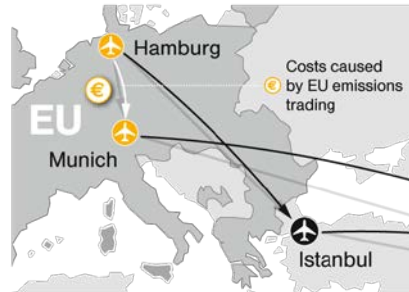 Hamburg
€ Costs caused
by EU emissions
trading
€
EU
Munich
Istanbul